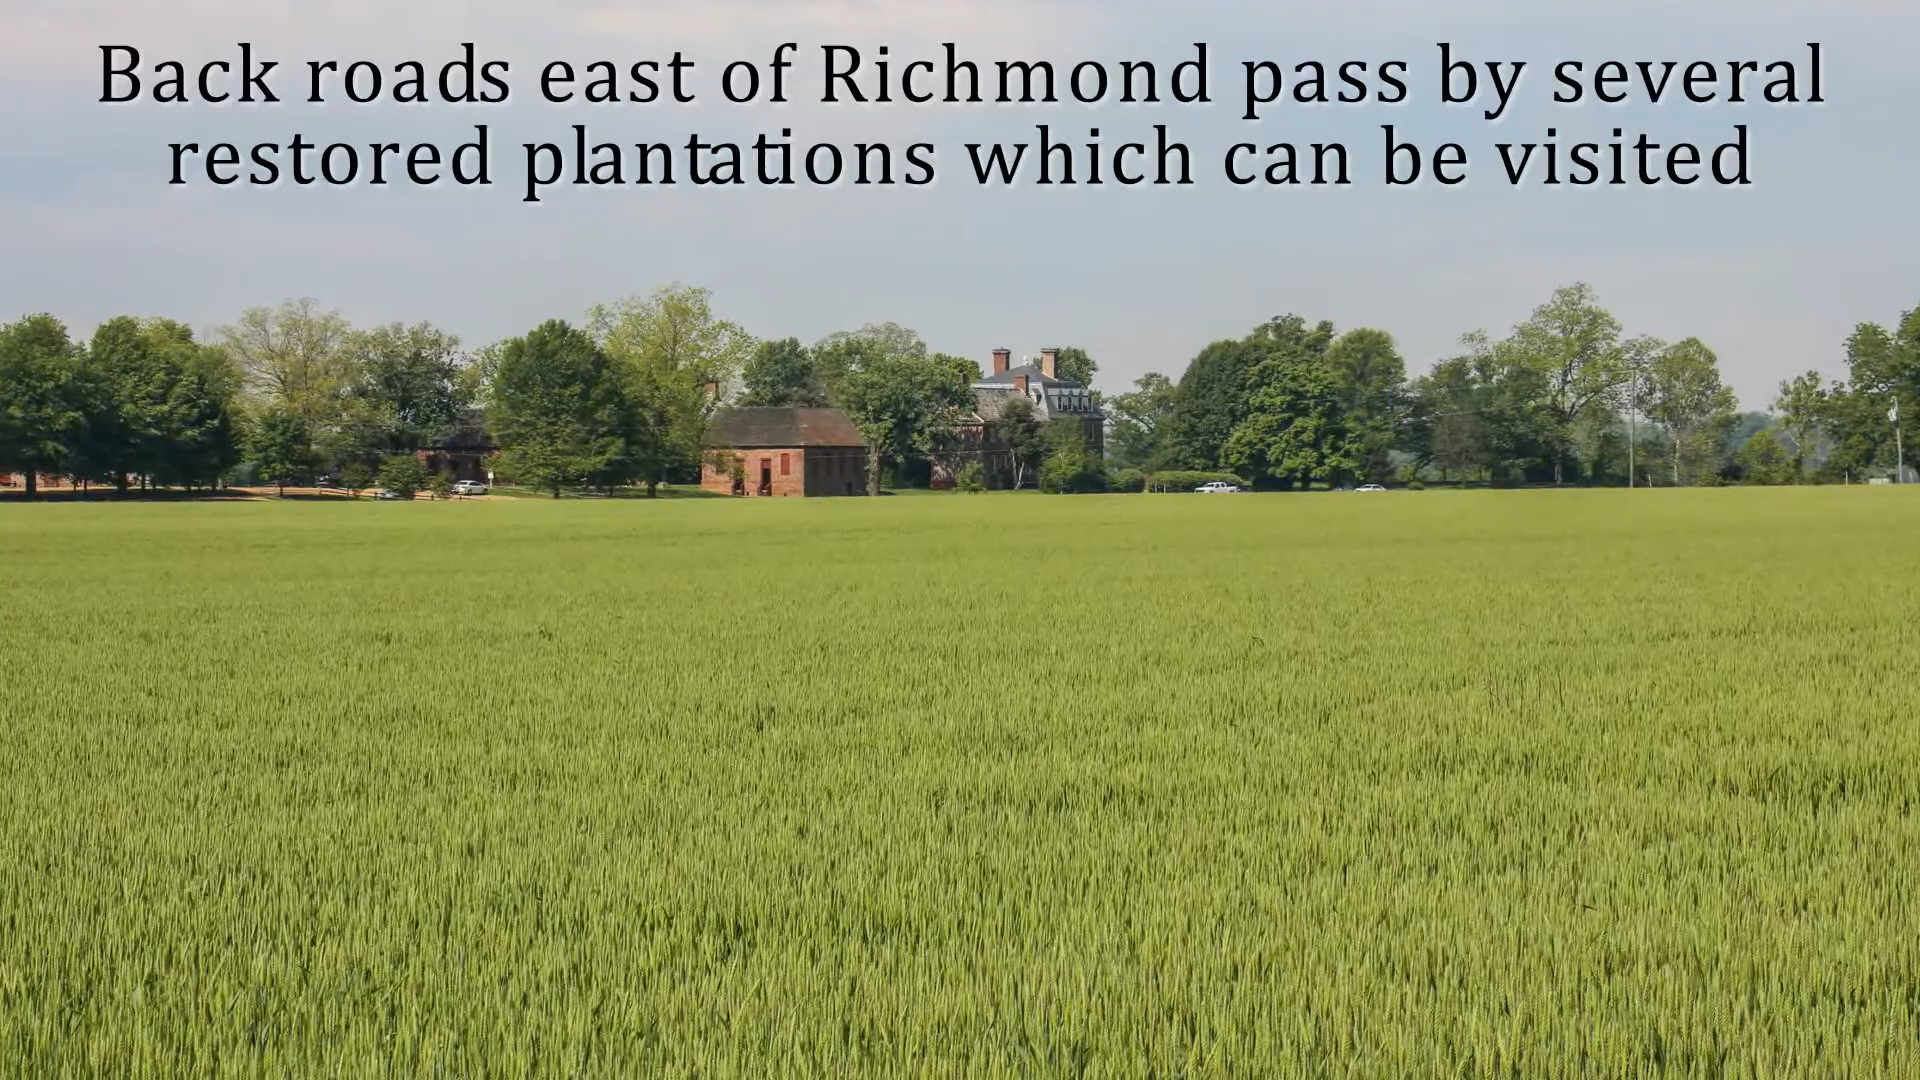 Back roads east of Richmond pass by several
restored plantations which can be visited